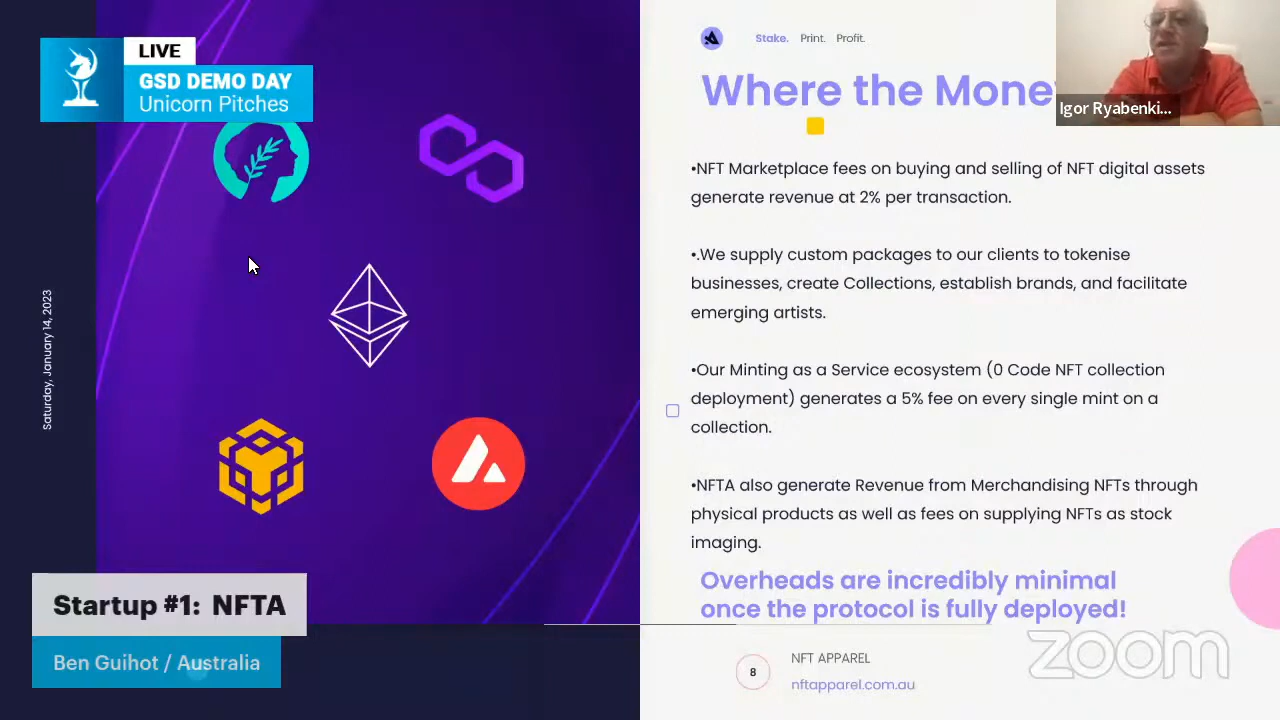 LIVE
GSD DEMO DAY
Unicorn Pitches
Saturday, January 14, 2023
Startup #1: NFTA
Ben Guihot / Australia
Stake. Print. Profit.
Where the Mone
Igor Ryabenki...
•NFT Marketplace fees on buying and selling of NFT digital assets
generate revenue at 2% per transaction.
•.We supply custom packages to our clients to tokenise
businesses, create Collections, establish brands, and facilitate
emerging artists.
•Our Minting as a Service ecosystem (0 Code NFT collection
deployment) generates a 5% fee on every single mint on a
collection.
•NFTA also generate Revenue from Merchandising NFTs through
physical products as well as fees on supplying NFTs as stock
imaging.
Overheads are incredibly minimal
once the protocol is fully deployed!
8
NFT APPAREL
nftapparel.com.au
zoom